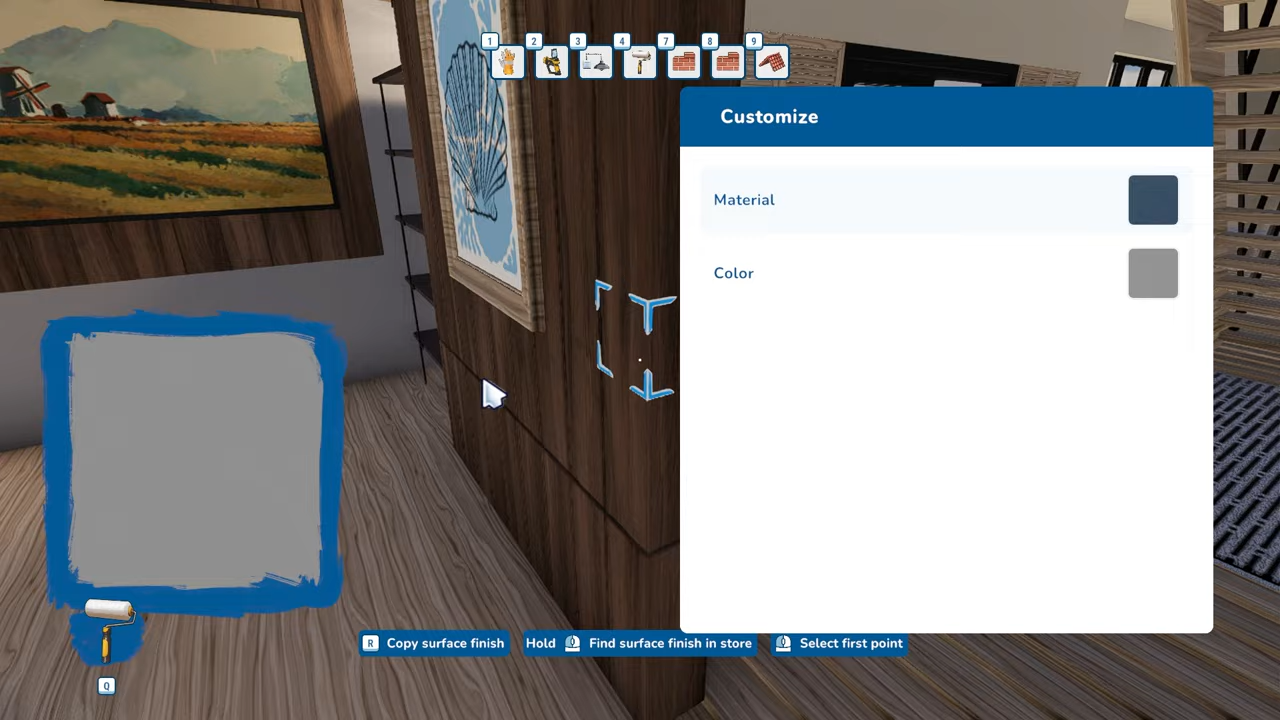 1 2 3 4 7 8 9
Customize
Material
Color
R Copy surface finish Hold Find surface finish in store Select first point
Q